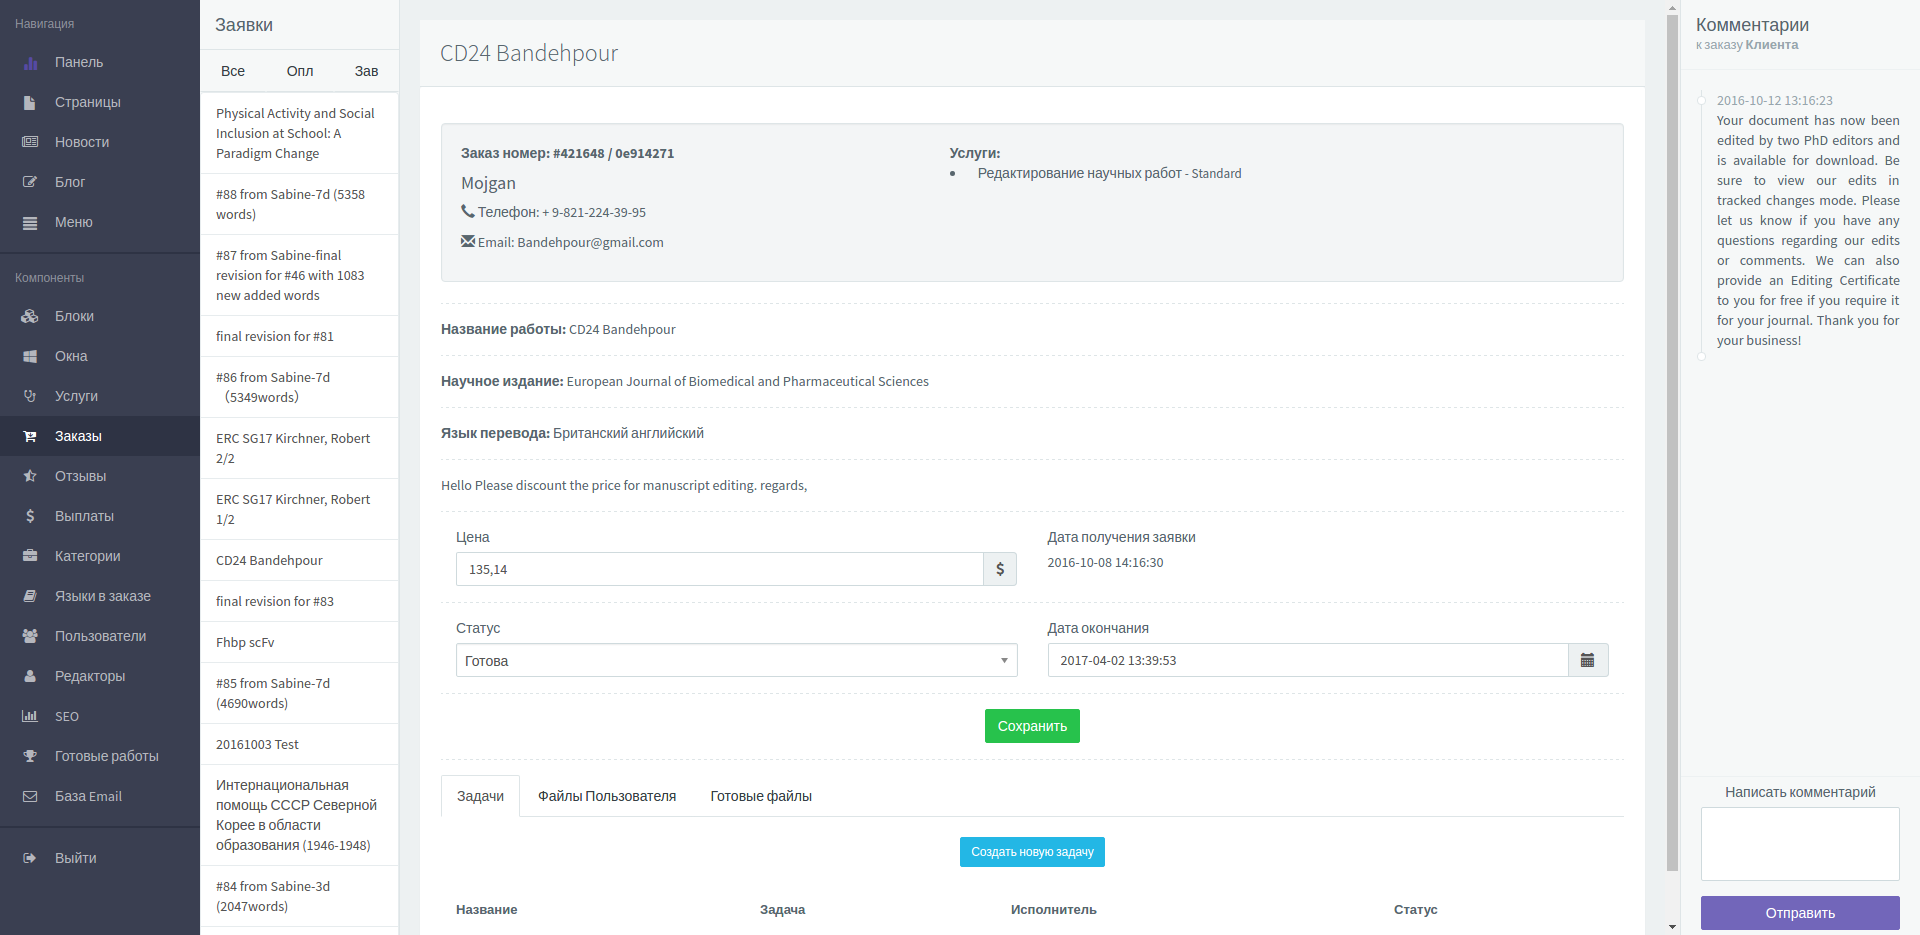 Навигация
Панель
Страницы
Новости
Блог
Меню
Компоненты
Блоки
Окна
Услуги
Заказы
Отзывы
Выплаты
Категории
Языки в заказе
Пользователи
Редакторы
SEO
Готовые работы
База Email
Выйти
Заявки
Все Опл Зав
Physical Activity and Social
Inclusion at School: A
Paradigm Change
#88 from Sabine-7d (5358
words)
#87 from Sabine-final
revision for #46 with 1083
new added words
final revision for #81
#86 from Sabine-7d
（5349words）
ERC SG17 Kirchner, Robert
2/2
ERC SG17 Kirchner, Robert
1/2
CD24 Bandehpour
final revision for #83
Fhbp scFv
#85 from Sabine-7d
(4690words)
20161003 Test
Интернациональная
помощь СССР Северной
Корее в области
образования (1946-1948)
#84 from Sabine-3d
(2047words)
CD24 Bandehpour
Заказ номер: #421648 / 0e914271
Mojgan
Телефон: + 9-821-224-39-95
Email: Bandehpour@gmail.com
Услуги:
• Редактирование научных работ - Standard
Название работы: CD24 Bandehpour
Научное издание: European Journal of Biomedical and Pharmaceutical Sciences
Язык перевода: Британский английский
Hello Please discount the price for manuscript editing. regards,
Цена
135,14 $
Дата получения заявки
2016-10-08 14:16:30
Статус
Готова
Дата окончания
2017-04-02 13:39:53
Сохранить
Задачи Файлы Пользователя Готовые файлы
Создать новую задачу
Название Задача Исполнитель Статус
Комментарии
к заказу Клиента
2016-10-12 13:16:23
Your document has now been
edited by two PhD editors and
is available for download. Be
sure to view our edits in
tracked changes mode. Please
let us know if you have any
questions regarding our edits
or comments. We can also
provide an Editing Certificate
to you for free if you require it
for your journal. Thank you for
your business!
Написать комментарий
Отправить